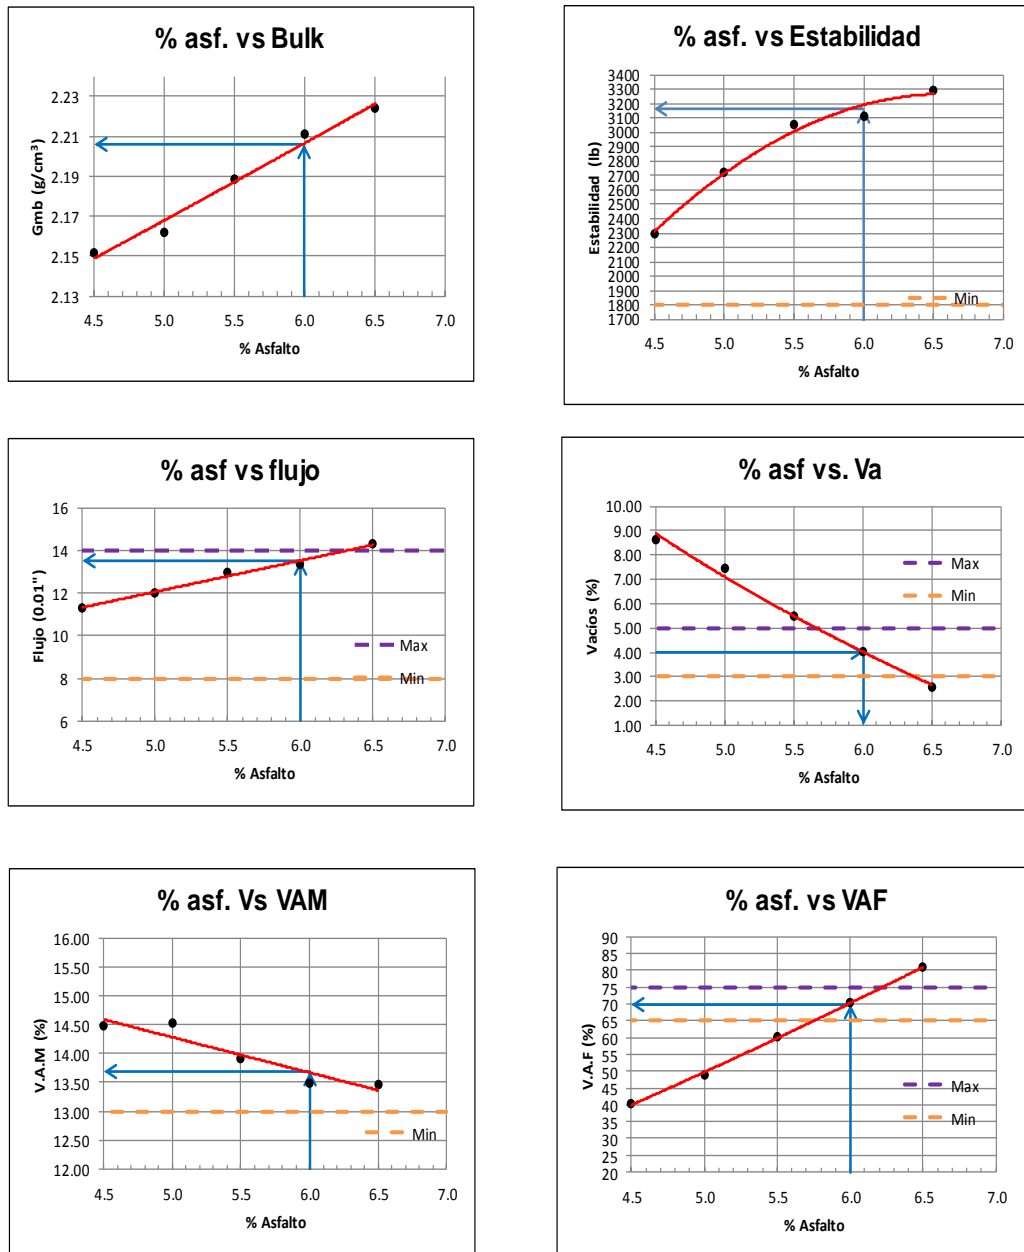 % asf. vs Bulk
Gmb (g/cm³)
2.23
2.21
2.19
2.17
2.15
2.13
4.5 5.0 5.5 6.0 6.5 7.0
% Asfalto
% asf. vs Estabilidad
Estabilidad (lb)
3400
3300
3200
3100
3000
2900
2800
2700
2600
2500
2400
2300
2200
2100
2000
1900
1800
1700
Min
4.5 5.0 5.5 6.0 6.5 7.0
% Asfalto
% asf vs flujo
Flujo (0.01")
16
14
12
10
8
6
Max
Min
4.5 5.0 5.5 6.0 6.5 7.0
% Asfalto
% asf vs. Va
Vacíos (%)
10.00
9.00
8.00
7.00
6.00
5.00
4.00
3.00
2.00
1.00
Max
Min
4.5 5.0 5.5 6.0 6.5 7.0
% Asfalto
% asf. Vs VAM
V.A.M (%)
16.00
15.50
15.00
14.50
14.00
13.50
13.00
12.50
12.00
Min
4.5 5.0 5.5 6.0 6.5 7.0
% Asfalto
% asf. vs VAF
V.A.F (%)
90
85
80
75
70
65
60
55
50
45
40
35
30
25
20
Max
Min
4.5 5.0 5.5 6.0 6.5 7.0
% Asfalto